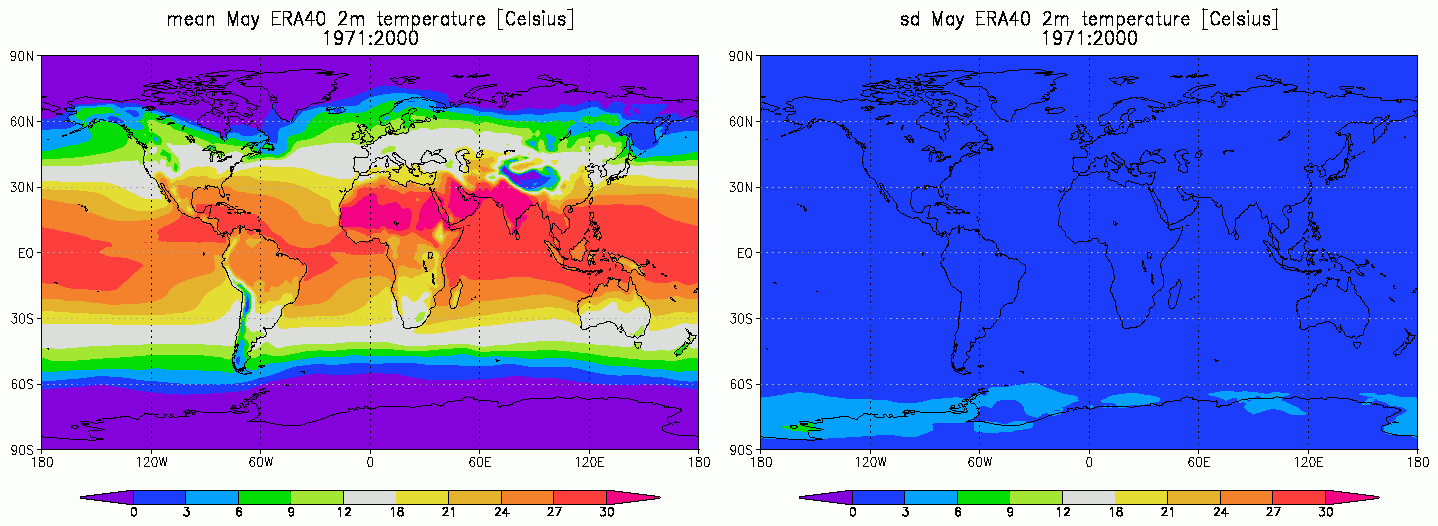 mean May ERA40 2m temperature [Celsius]
1971:2000
90N
60N
30N
EQ
30S
60S
90S
180 120W 60W 0 60E 120E 180
0 3 6 9 12 18 21 24 27 30
sd May ERA40 2m temperature [Celsius]
1971:2000
90N
60N
30N
EQ
30S
60S
90S
180 120W 60W 0 60E 120E 180
0 3 6 9 12 18 21 24 27 30